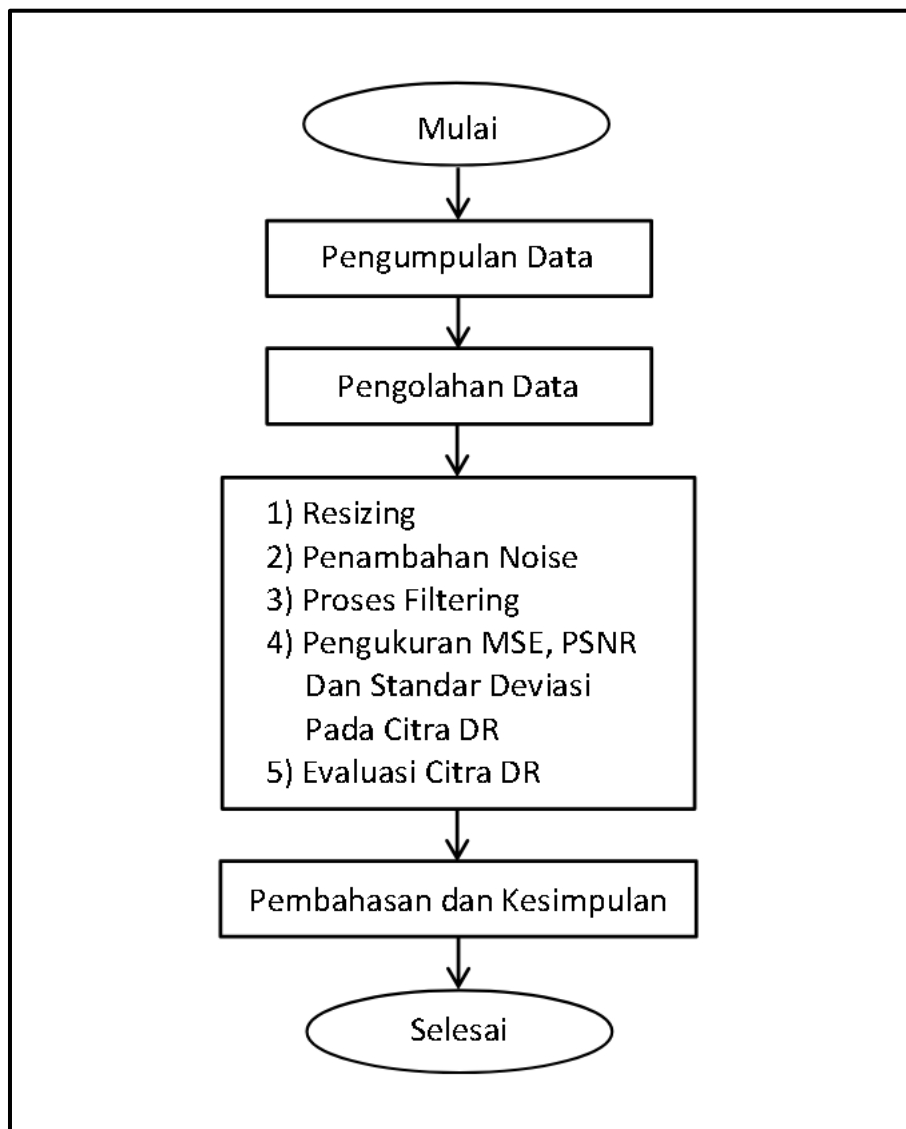 Mulai
Pengumpulan Data
Pengolahan Data
1) Resizing
2) Penambahan Noise
3) Proses Filtering
4) Pengukuran MSE, PSNR
Dan Standar Deviasi
Pada Citra DR
5) Evaluasi Citra DR
Pembahasan dan Kesimpulan
Selesai